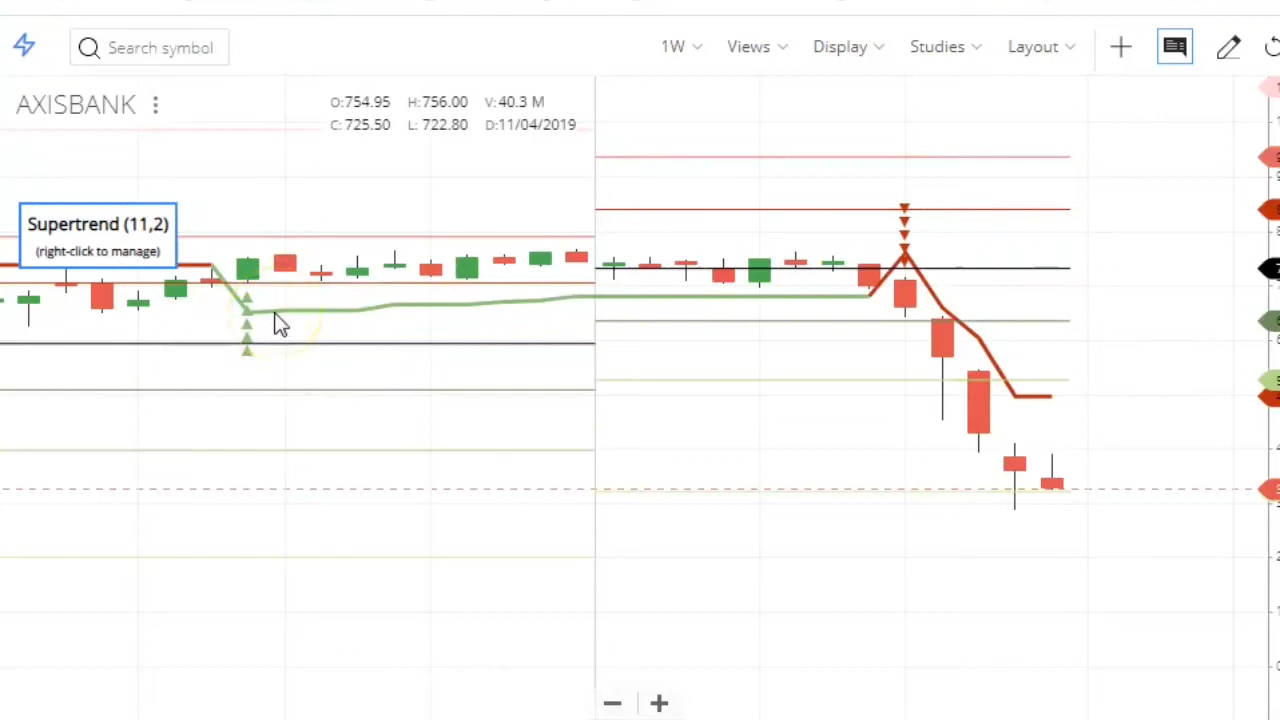 Search symbol
1W
Views
Display
Studies
Layout
AXISBANK
O:754.95 H:756.00 V:40.3 M
C:725.50 L: 722.80 D:11/04/2019
Supertrend (11,2)
(right-click to manage)